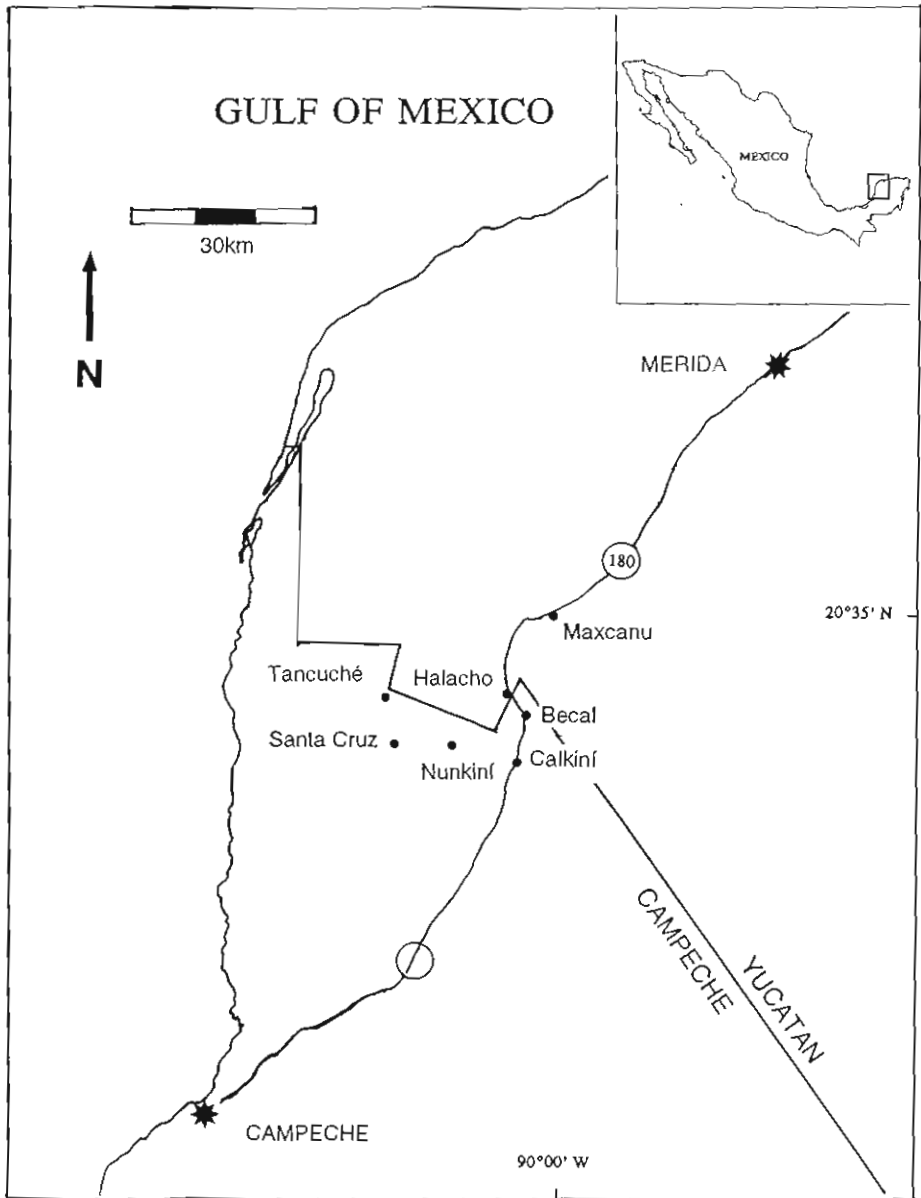 GULF OF MEXICO
MEXICO
30km
N
MERIDA
180
20°35' N
Maxcanu
Tancuché
Halacho
Becal
Santa Cruz
Nunkiní
Calkiní
CAMPECHE
YUCATAN
CAMPECHE
90°00' W